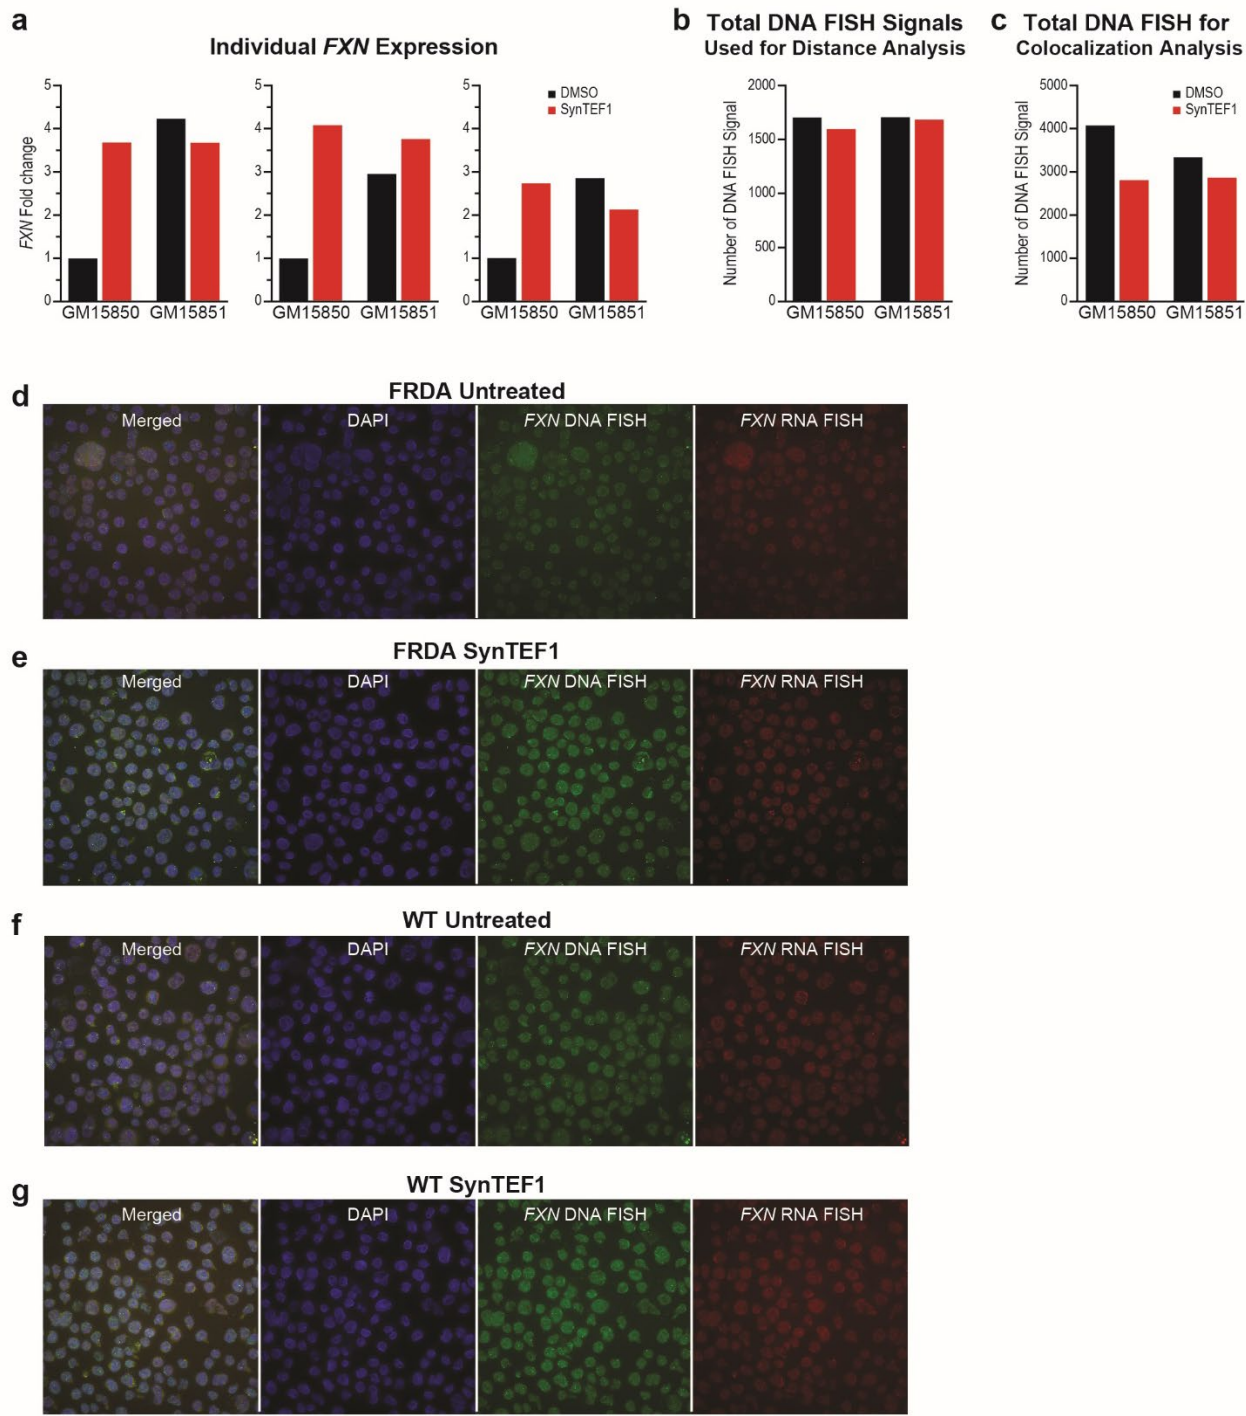 a
Individual FXN Expression
FXN Fold change
5
4
3
2
1
0
GM15850 GM15851
5
4
3
2
1
0
GM15850 GM15851
5
4
3
2
1
0
GM15850 GM15851
DMSO
SynTEF1
b
Total DNA FISH Signals
Used for Distance Analysis
Number of DNA FISH Signal
2000
1500
1000
500
0
GM15850 GM15851
c
Total DNA FISH for
Colocalization Analysis
Number of DNA FISH Signal
5000
4000
3000
2000
1000
0
GM15850 GM15851
DMSO
SynTEF1
d
FRDA Untreated
Merged DAPI FXN DNA FISH FXN RNA FISH
e
FRDA SynTEF1
Merged DAPI FXN DNA FISH FXN RNA FISH
f
WT Untreated
Merged DAPI FXN DNA FISH FXN RNA FISH
g
WT SynTEF1
Merged DAPI FXN DNA FISH FXN RNA FISH